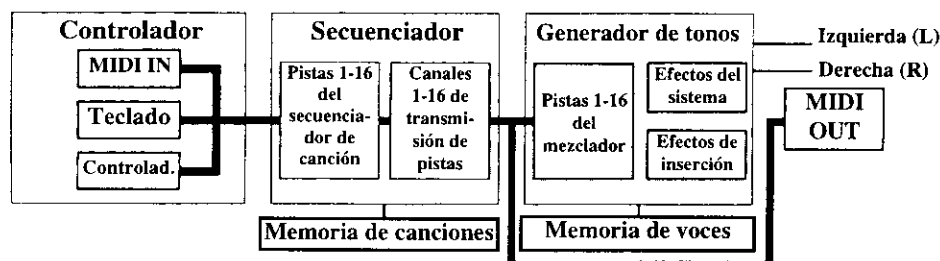 Controlador
MIDI IN
Teclado
Controlad.
Secuenciador
Pistas 1-16
del
secuencia-
dor de
canción
Canales
1-16 de
transmi-
sión de
pistas
Memoria de canciones
Generador de tonos
Pistas 1-16
del
mezclador
Efectos del
sistema
Efectos de
inserción
Memoria de voces
Izquierda (L)
Derecha (R)
MIDI
OUT